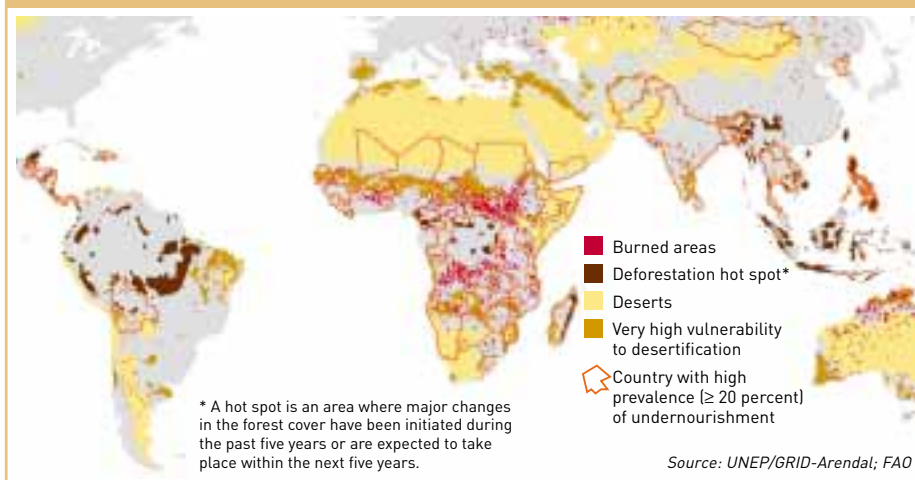 Burned areas
Deforestation hot spot*
Deserts
Very high vulnerability
to desertification
Country with high
prevalence (≥ 20 percent)
of undernourishment
* A hot spot is an area where major changes
in the forest cover have been initiated during
the past five years or are expected to take
place within the next five years.
Source: UNEP/GRID-Arendal; FAO